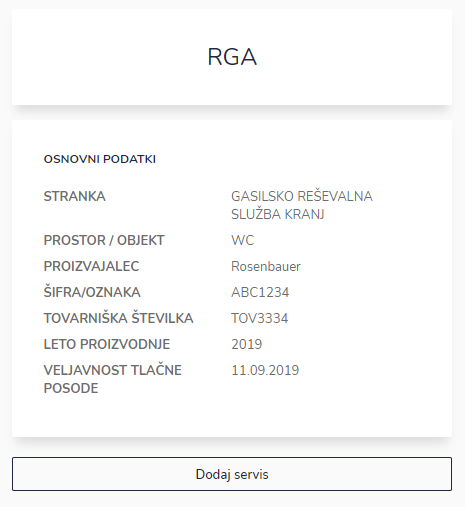 RGA
OSNOVNI PODATKI
STRANKA GASILSKO REŠEVALNA
SLUŽBA KRANJ
PROSTOR / OBJEKT WC
PROIZVAJALEC Rosenbauer
ŠIFRA/OZNAKA ABC1234
TOVARNIŠKA ŠTEVILKA TOV3334
LETO PROIZVODNJE 2019
VELJAVNOST TLAČNE 11.09.2019
POSODE
Dodaj servis